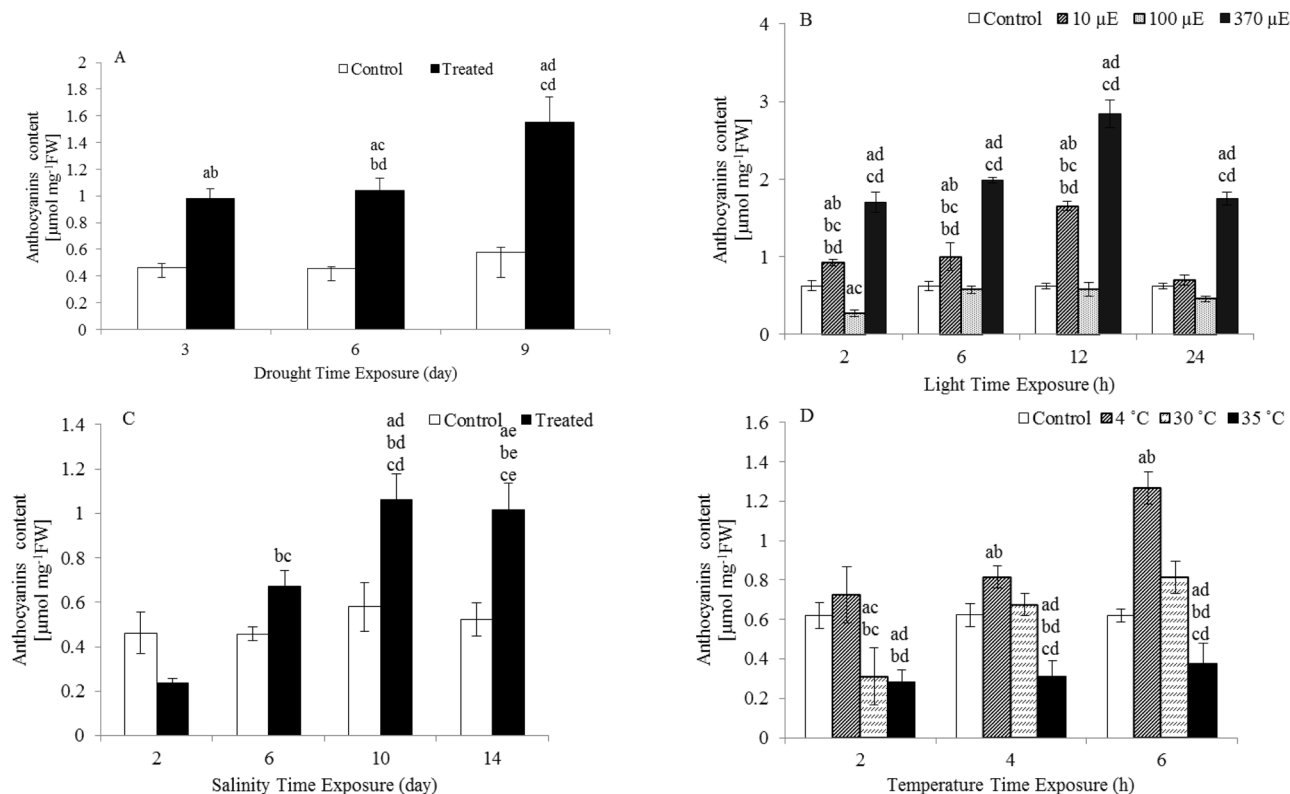 A
Control Treated
Anthocyanins content
[µmol mg-1FW]
2
1.8
1.6
1.4
1.2
1
0.8
0.6
0.4
0.2
0
ab
ac
bd
ad
cd
3 6 9
Drought Time Exposure (day)
B
Control 10 µE 100 µE 370 µE
Anthocyanins content
[µmol mg-1FW]
4
3
2
1
0
ab
bc
bd
ac
ad
cd
ab
bc
bd
ad
cd
ab
bc
bd
ad
cd
ad
cd
2 6 12 24
Light Time Exposure (h)
C
Control Treated
Anthocyanins content
[µmol mg-1FW]
1.4
1.2
1
0.8
0.6
0.4
0.2
0
bc
ad
bd
cd
ae
be
ce
2 6 10 14
Salinity Time Exposure (day)
D
Control 4 ˚C 30 ˚C 35 ˚C
Anthocyanins content
[µmol mg-1FW]
1.6
1.4
1.2
1
0.8
0.6
0.4
0.2
0
ac
bc
ad
bd
ab
ad
bd
cd
ab
ad
bd
cd
2 4 6
Temperature Time Exposure (h)